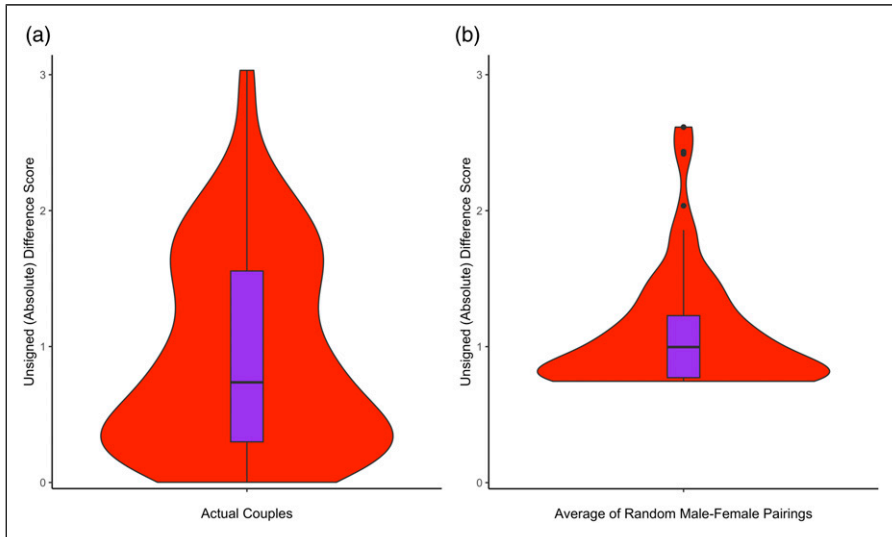 (a)
Unsigned (Absolute) Difference Score
3
2
1
0
Actual Couples
(b)
Unsigned (Absolute) Difference Score
3
2
1
0
Average of Random Male-Female Pairings